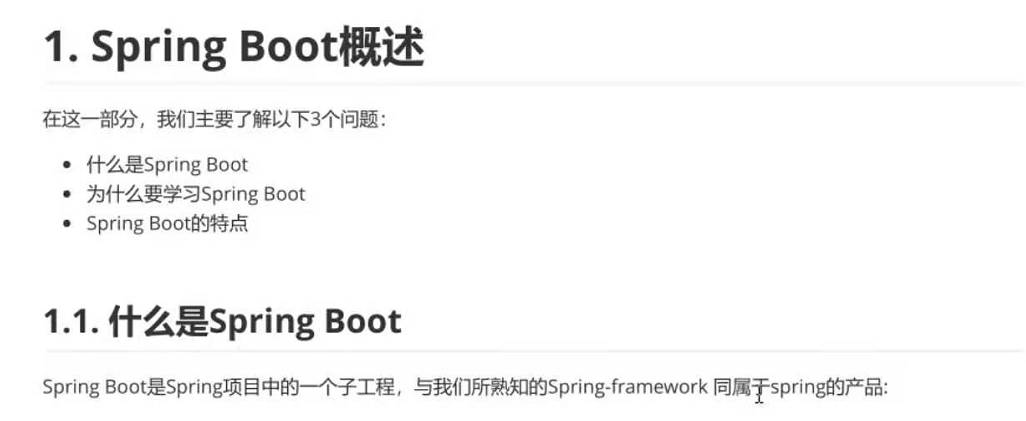 1. Spring Boot概述
在这一部分，我们主要了解以下3个问题：
什么是Spring Boot
为什么要学习Spring Boot
Spring Boot的特点
1.1. 什么是Spring Boot
Spring Boot是Spring项目中的一个子工程，与我们所熟知的Spring-framework 同属于spring的产品: